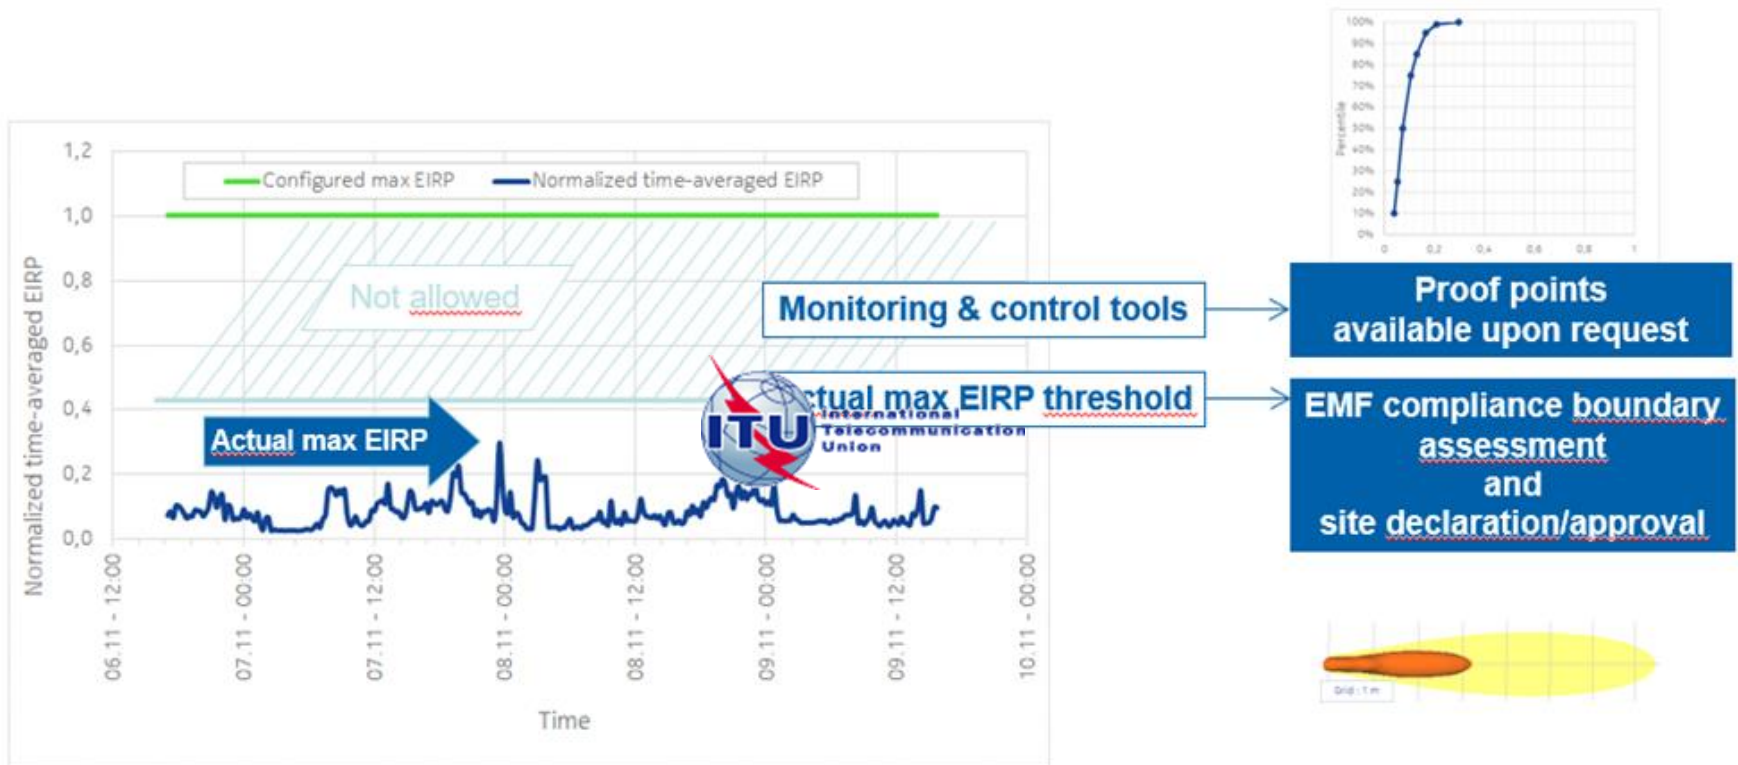 1,2
1,0
0,8
0,6
0,4
0,2
0,0
Normalized time-averaged EIRP
Configured max EIRP
Normalized time-averaged EIRP
Not allowed
Actual max EIRP
06.11 - 12:00
07.11 - 00:00
07.11 - 12:00
08.11 - 00:00
08.11 - 12:00
09.11 - 00:00
09.11 - 12:00
10.11 - 00:00
Time
Monitoring & control tools
ctual max EIRP threshold
ITU
International
Telecommunication
Union
100%
90%
80%
70%
60%
50%
40%
30%
20%
10%
0%
Percentile
0
0,2
0,4
0,6
0,8
1
Proof points
available upon request
EMF compliance boundary
assessment
and
site declaration/approval
Grid : 1 m